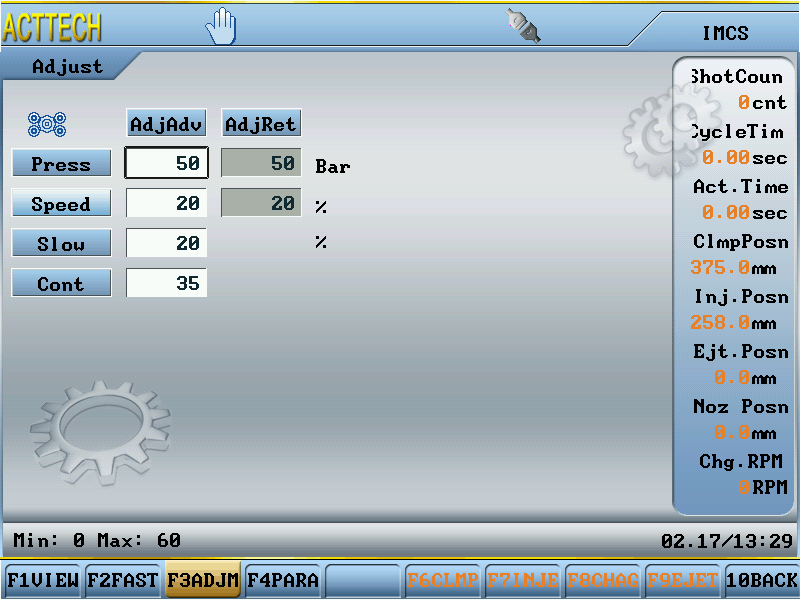 ACTTECH
IMCS
Adjust
AdjAdv AdjRet
Press 50 50 Bar
Speed 20 20 %
Slow 20 %
Cont 35
ShotCoun
0cnt
CycleTim
0.00sec
Act.Time
0.00sec
ClmpPosn
375.0mm
Inj.Posn
258.0mm
Ejt.Posn
0.0mm
Noz Posn
0.0mm
Chg.RPM
0RPM
Min: 0 Max: 60 02.17/13:29
F1VIEW F2FAST F3ADJM F4PARA F6CLMP F7INJE F8CHAG F9EJET 10BACK